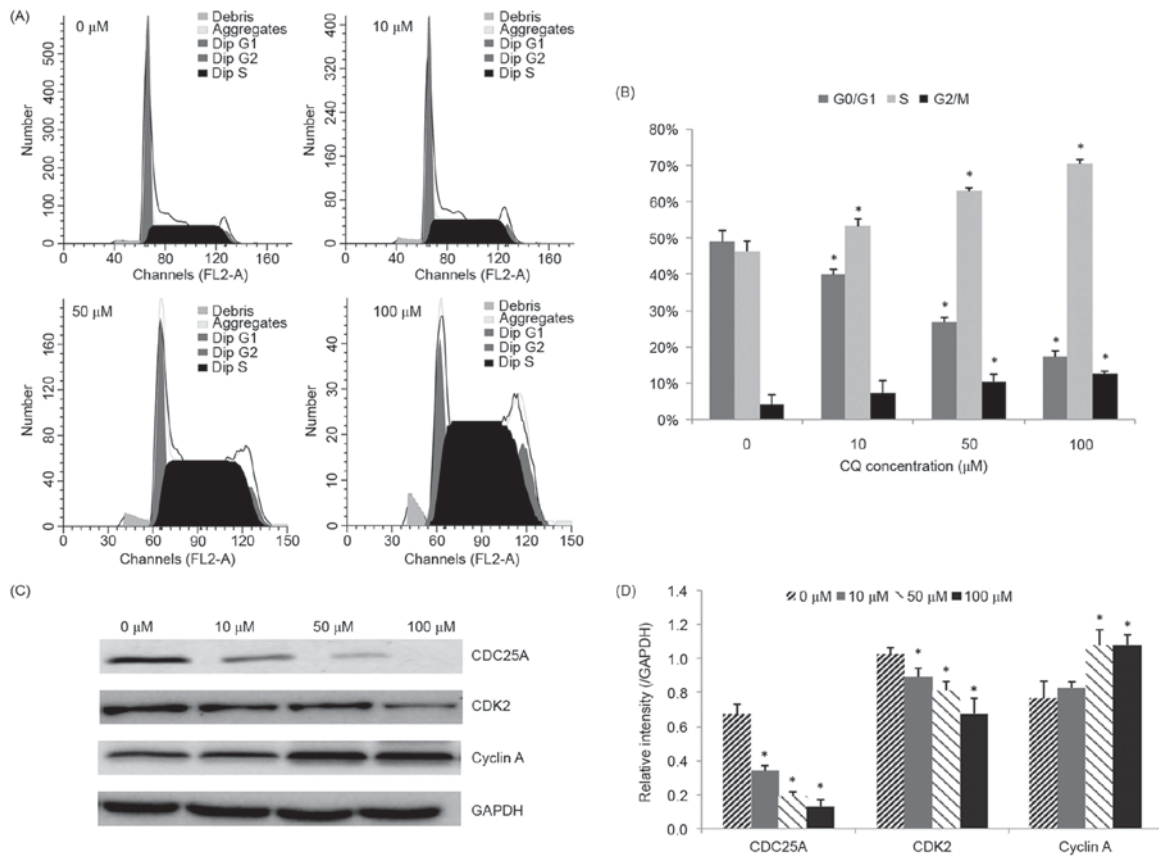 (A)
0 μM
Debris
Aggregates
Dip G1
Dip G2
Dip S
Number
0 100 200 300 400 500
0 40 80 120 160
Channels (FL2-A)
10 μM
Debris
Aggregates
Dip G1
Dip G2
Dip S
Number
0 80 160 240 320 400
0 40 80 120 160
Channels (FL2-A)
50 μM
Debris
Aggregates
Dip G1
Dip G2
Dip S
Number
0 40 80 120 160
0 30 60 90 120 150
Channels (FL2-A)
100 μM
Debris
Aggregates
Dip G1
Dip G2
Dip S
Number
0 10 20 30 40
0 30 60 90 120 150
Channels (FL2-A)
(B)
G0/G1 S G2/M
80%
70%
60%
50%
40%
30%
20%
10%
0%
* * * * * * * *
0 10 50 100
CQ concentration (μM)
(C)
0 μM 10 μM 50 μM 100 μM
CDC25A
CDK2
Cyclin A
GAPDH
(D)
0 μM 10 μM 50 μM 100 μM
Relative intensity (/GAPDH)
1.4
1.2
1.0
0.8
0.6
0.4
0.2
0.0
* * * * * * * *
CDC25A CDK2 Cyclin A